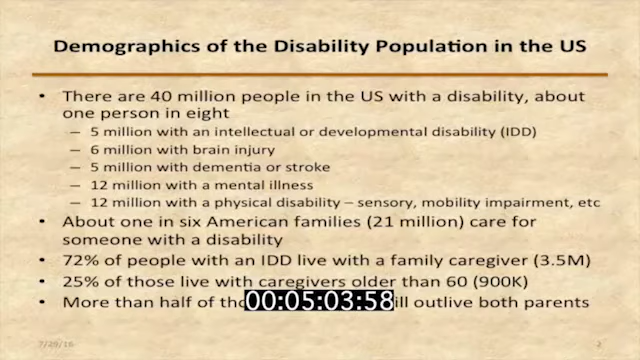 Demographics of the Disability Population in the US
• There are 40 million people in the US with a disability, about
one person in eight
– 5 million with an intellectual or developmental disability (IDD)
– 6 million with brain injury
– 5 million with dementia or stroke
– 12 million with a mental illness
– 12 million with a physical disability – sensory, mobility impairment, etc
• About one in six American families (21 million) care for
someone with a disability
• 72% of people with an IDD live with a family caregiver (3.5M)
• 25% of those live with caregivers older than 60 (900K)
• More than half of 00:05:03:58 outlive both parents
7/29/16
2